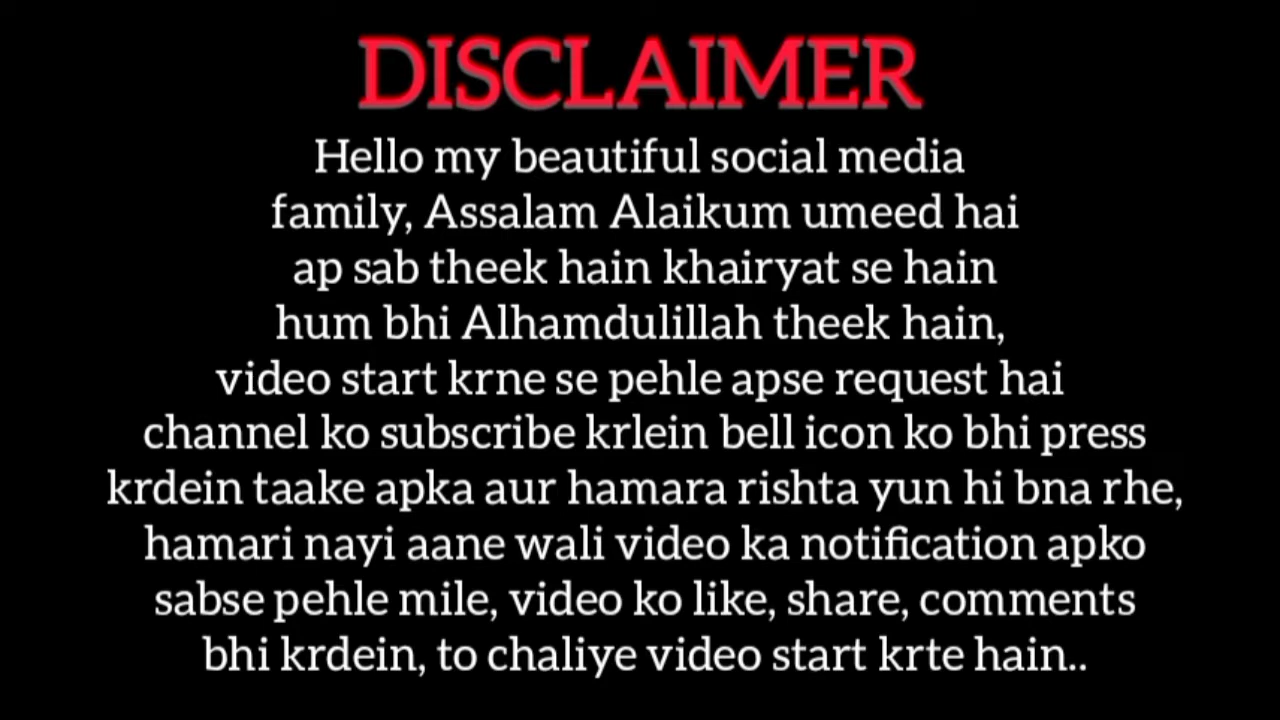 DISCLAIMER
Hello my beautiful social media
family, Assalam Alaikum umeed hai
ap sab theek hain khairyat se hain
hum bhi Alhamdulillah theek hain,
video start krne se pehle apse request hai
channel ko subscribe krlein bell icon ko bhi press
krdein taake apka aur hamara rishta yun hi bna rhe,
hamari nayi aane wali video ka notification apko
sabse pehle mile, video ko like, share, comments
bhi krdein, to chaliye video start krte hain..